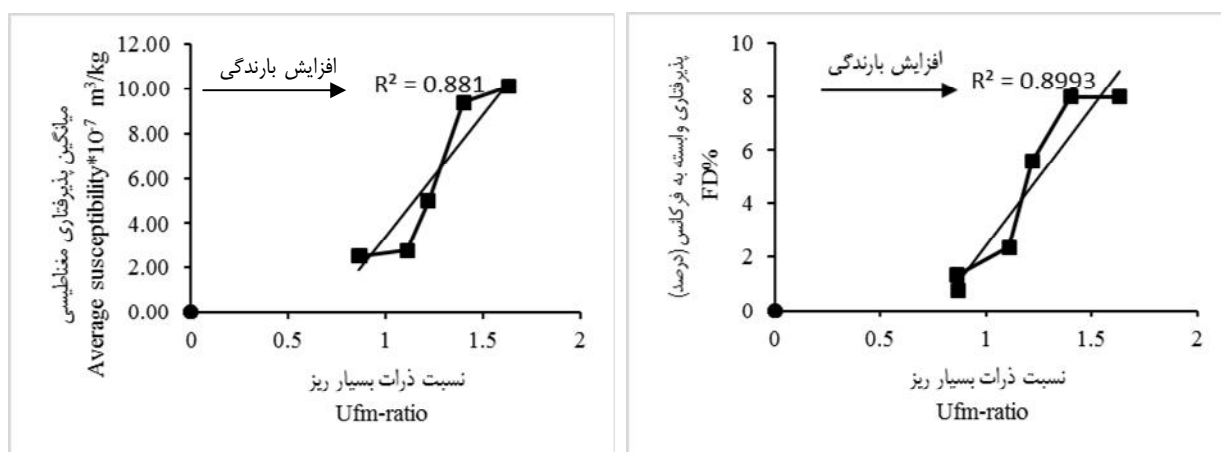 میانگین پذیرفتاری مغناطیسی
Average susceptibility*10⁻⁷ m³/kg
12.00
10.00
8.00
6.00
4.00
2.00
0.00
افزایش بارندگی
R² = 0.881
0 0.5 1 1.5 2
نسبت ذرات بسیار ریز
Ufm-ratio
پذیرفتاری وابسته به فرکانس (درصد)
FD%
10
8
6
4
2
0
افزایش بارندگی
R² = 0.8993
0 0.5 1 1.5 2
نسبت ذرات بسیار ریز
Ufm-ratio